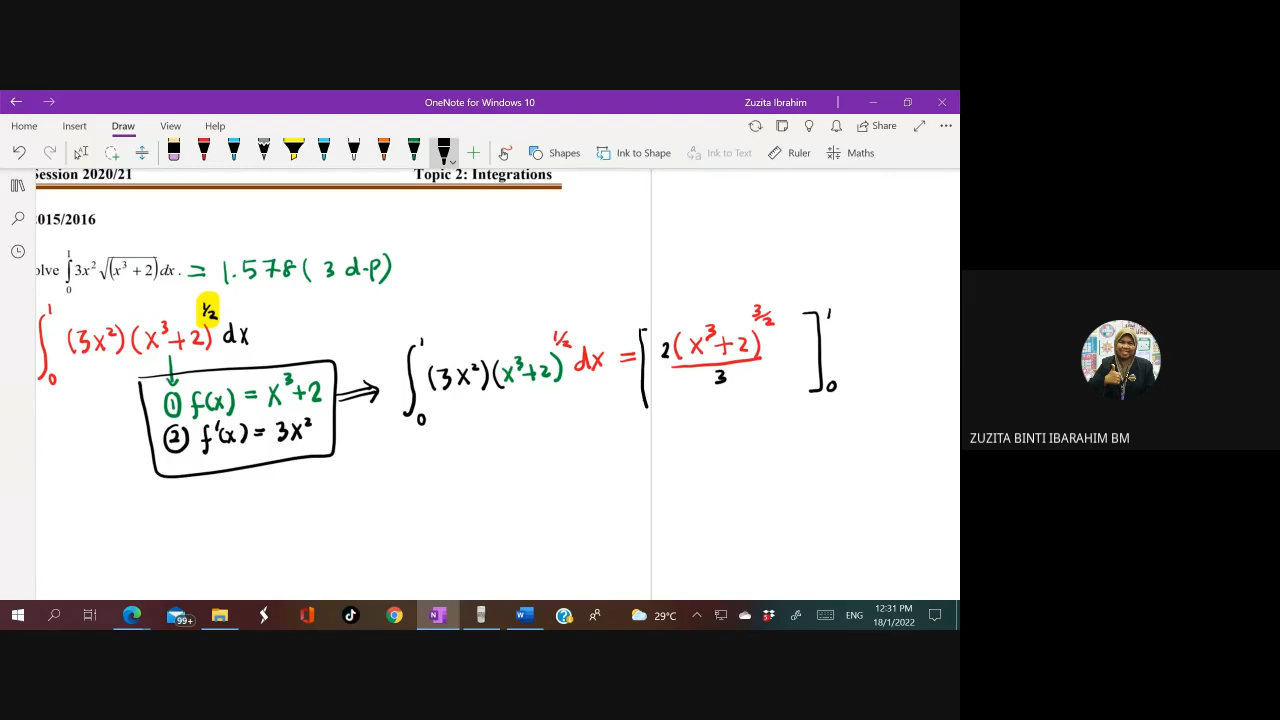 OneNote for Windows 10
Zuzita Ibrahim
Home Insert Draw View Help
Share
Shapes
Ink to Shape
Ink to Text
Ruler
Maths
Session 2020/21
Topic 2: Integrations
2015/2016
olve ∫₀¹ 3x² √(x³ + 2) dx . = 1.578 ( 3 d.p)
∫₀¹ (3x²)(x³+2)^½ dx
① f(x) = x³+2
② f'(x) = 3x²
⟹ ∫₀¹ (3x²)(x³+2)^½ dx = [ 2(x³+2)^3/2 / 3 ]₀¹
ZUZITA BINTI IBARAHIM BM
99+
29°C
ENG
12:31 PM
18/1/2022